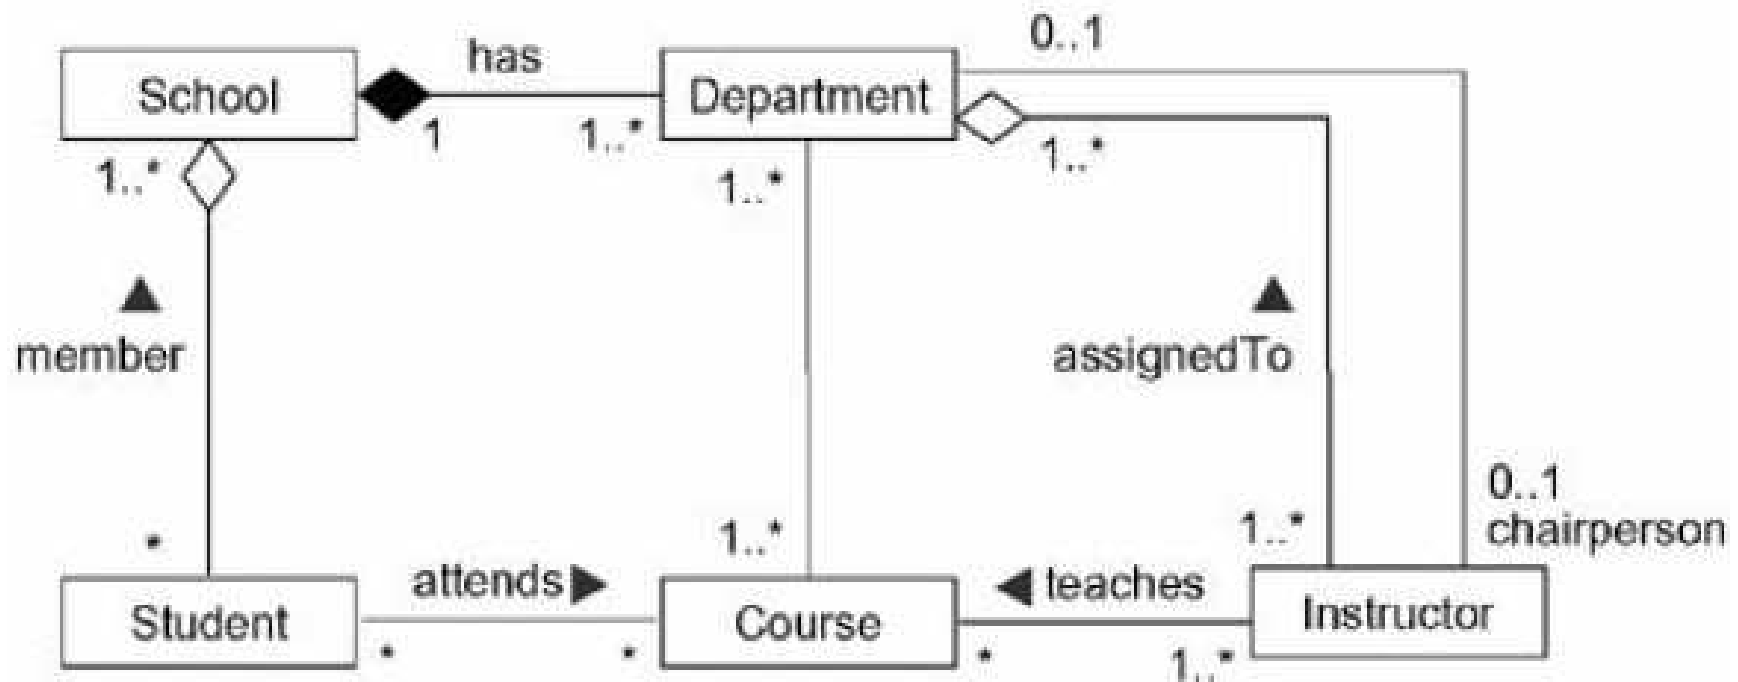 0..1
has
School
Department
1
1..*
1..*
1..*
1..*
member
assignedTo
0..1
chairperson
1..*
1..*
*
attends
teaches
Student
Course
Instructor
*
*
*
1..*